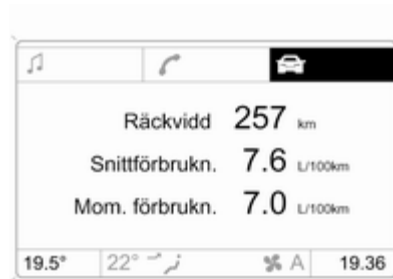 Räckvidd 257 km
Snittförbrukn. 7.6 L/100km
Mom. förbrukn. 7.0 L/100km
19.5° 22° A 19.36